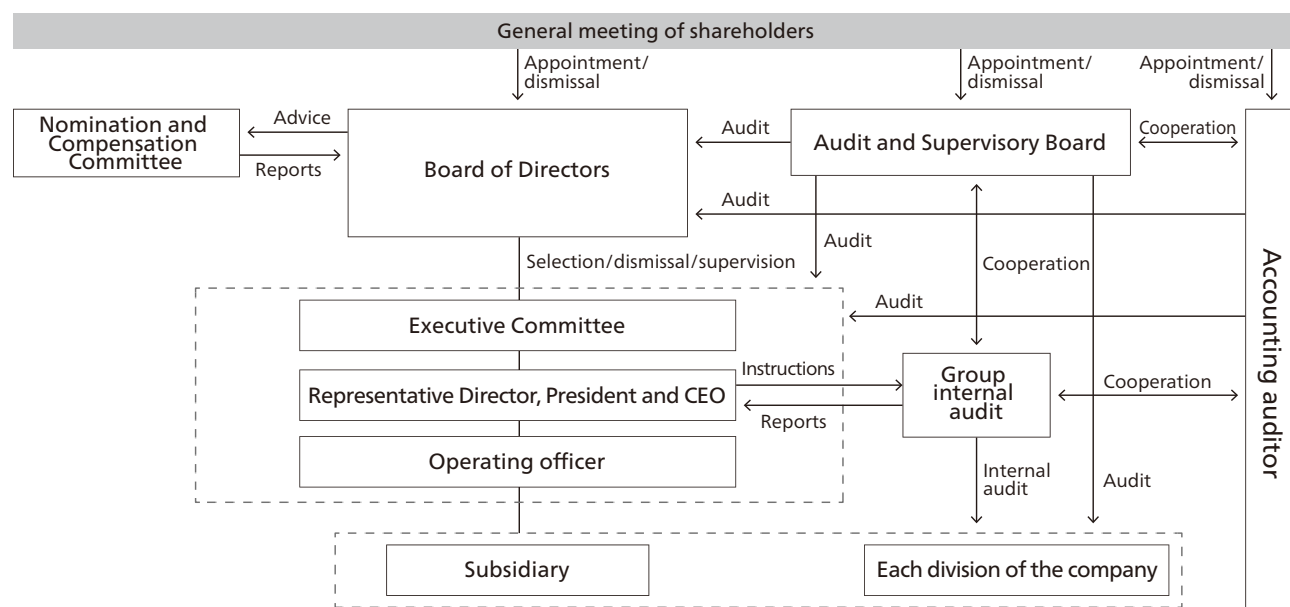 General meeting of shareholders
Appointment/
dismissal
Appointment/
dismissal
Appointment/
dismissal
Nomination and
Compensation
Committee
Advice
Reports
Board of Directors
Audit
Audit and Supervisory Board
Cooperation
Audit
Audit
Selection/dismissal/supervision
Cooperation
Accounting auditor
Audit
Executive Committee
Representative Director, President and CEO
Instructions
Reports
Group
internal
audit
Cooperation
Operating officer
Internal
audit
Audit
Subsidiary
Each division of the company